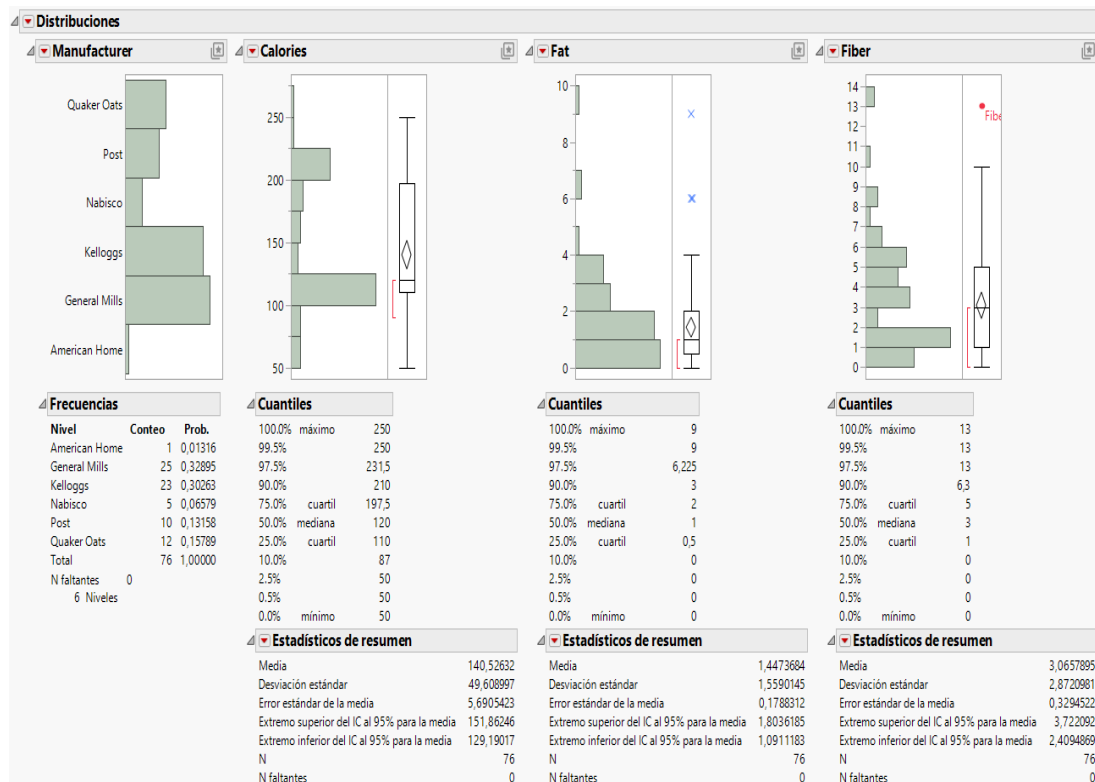 Distribuciones
Manufacturer
Quaker Oats
Post
Nabisco
Kelloggs
General Mills
American Home
Frecuencias
Nivel Conteo Prob.
American Home 1 0,01316
General Mills 25 0,32895
Kelloggs 23 0,30263
Nabisco 5 0,06579
Post 10 0,13158
Quaker Oats 12 0,15789
Total 76 1,00000
N faltantes 0
6 Niveles
Calories
250
200
150
100
50
Cuantiles
100.0% máximo 250
99.5% 250
97.5% 231,5
90.0% 210
75.0% cuartil 197,5
50.0% mediana 120
25.0% cuartil 110
10.0% 87
2.5% 50
0.5% 50
0.0% mínimo 50
Estadísticos de resumen
Media 140,52632
Desviación estándar 49,608997
Error estándar de la media 5,6905423
Extremo superior del IC al 95% para la media 151,86246
Extremo inferior del IC al 95% para la media 129,19017
N 76
N faltantes 0
Fat
10
8
6
4
2
0
Cuantiles
100.0% máximo 9
99.5% 9
97.5% 6,225
90.0% 3
75.0% cuartil 2
50.0% mediana 1
25.0% cuartil 0,5
10.0% 0
2.5% 0
0.5% 0
0.0% mínimo 0
Estadísticos de resumen
Media 1,4473684
Desviación estándar 1,5590145
Error estándar de la media 0,1788312
Extremo superior del IC al 95% para la media 1,8036185
Extremo inferior del IC al 95% para la media 1,0911183
N 76
N faltantes 0
Fiber
14
13
12
11
10
9
8
7
6
5
4
3
2
1
0
Fibe
Cuantiles
100.0% máximo 13
99.5% 13
97.5% 13
90.0% 6,3
75.0% cuartil 5
50.0% mediana 3
25.0% cuartil 1
10.0% 0
2.5% 0
0.5% 0
0.0% mínimo 0
Estadísticos de resumen
Media 3,0657895
Desviación estándar 2,8720981
Error estándar de la media 0,3294522
Extremo superior del IC al 95% para la media 3,722092
Extremo inferior del IC al 95% para la media 2,4094869
N 76
N faltantes 0